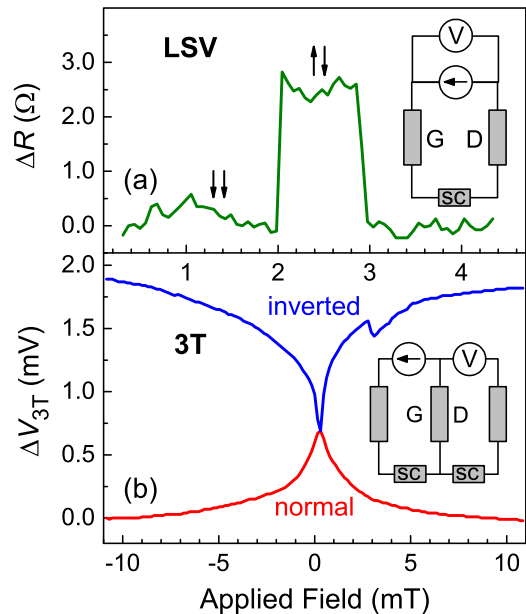 LSV
V
3.0
2.0
1.0
0.0
ΔR (Ω)
G D
SC
(a)
1 2 3 4
2.0
1.5
1.0
0.5
0.0
ΔV3T (mV)
inverted
3T
V
G D
SC SC
(b)
normal
-10 -5 0 5 10
Applied Field (mT)